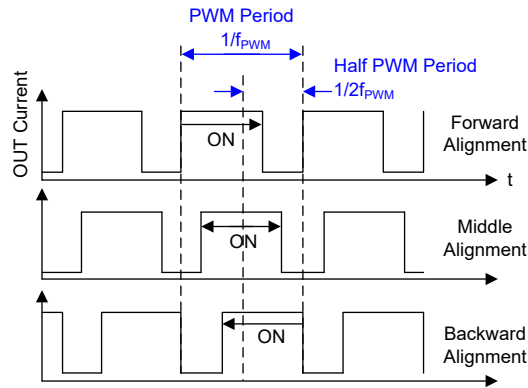 PWM Period
1/fPWM
Half PWM Period
1/2fPWM
OUT Current
ON
Forward
Alignment
t
ON
Middle
Alignment
ON
Backward
Alignment